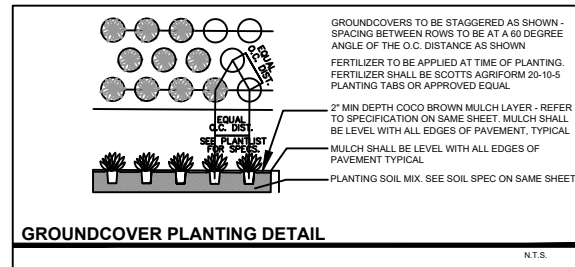 GROUNDCOVERS TO BE STAGGERED AS SHOWN -
SPACING BETWEEN ROWS TO BE AT A 60 DEGREE
ANGLE OF THE O.C. DISTANCE AS SHOWN
FERTILIZER TO BE APPLIED AT TIME OF PLANTING.
FERTILIZER SHALL BE SCOTTS AGRIFORM 20-10-5
PLANTING TABS OR APPROVED EQUAL
EQUAL
O.C. DIST.
EQUAL
O.C. DIST.
SEE PLANTLIST
FOR SPECS.
2" MIN DEPTH COCO BROWN MULCH LAYER - REFER
TO SPECIFICATION ON SAME SHEET. MULCH SHALL
BE LEVEL WITH ALL EDGES OF PAVEMENT, TYPICAL
MULCH SHALL BE LEVEL WITH ALL EDGES OF
PAVEMENT TYPICAL
PLANTING SOIL MIX. SEE SOIL SPEC ON SAME SHEET
GROUNDCOVER PLANTING DETAIL
N.T.S.